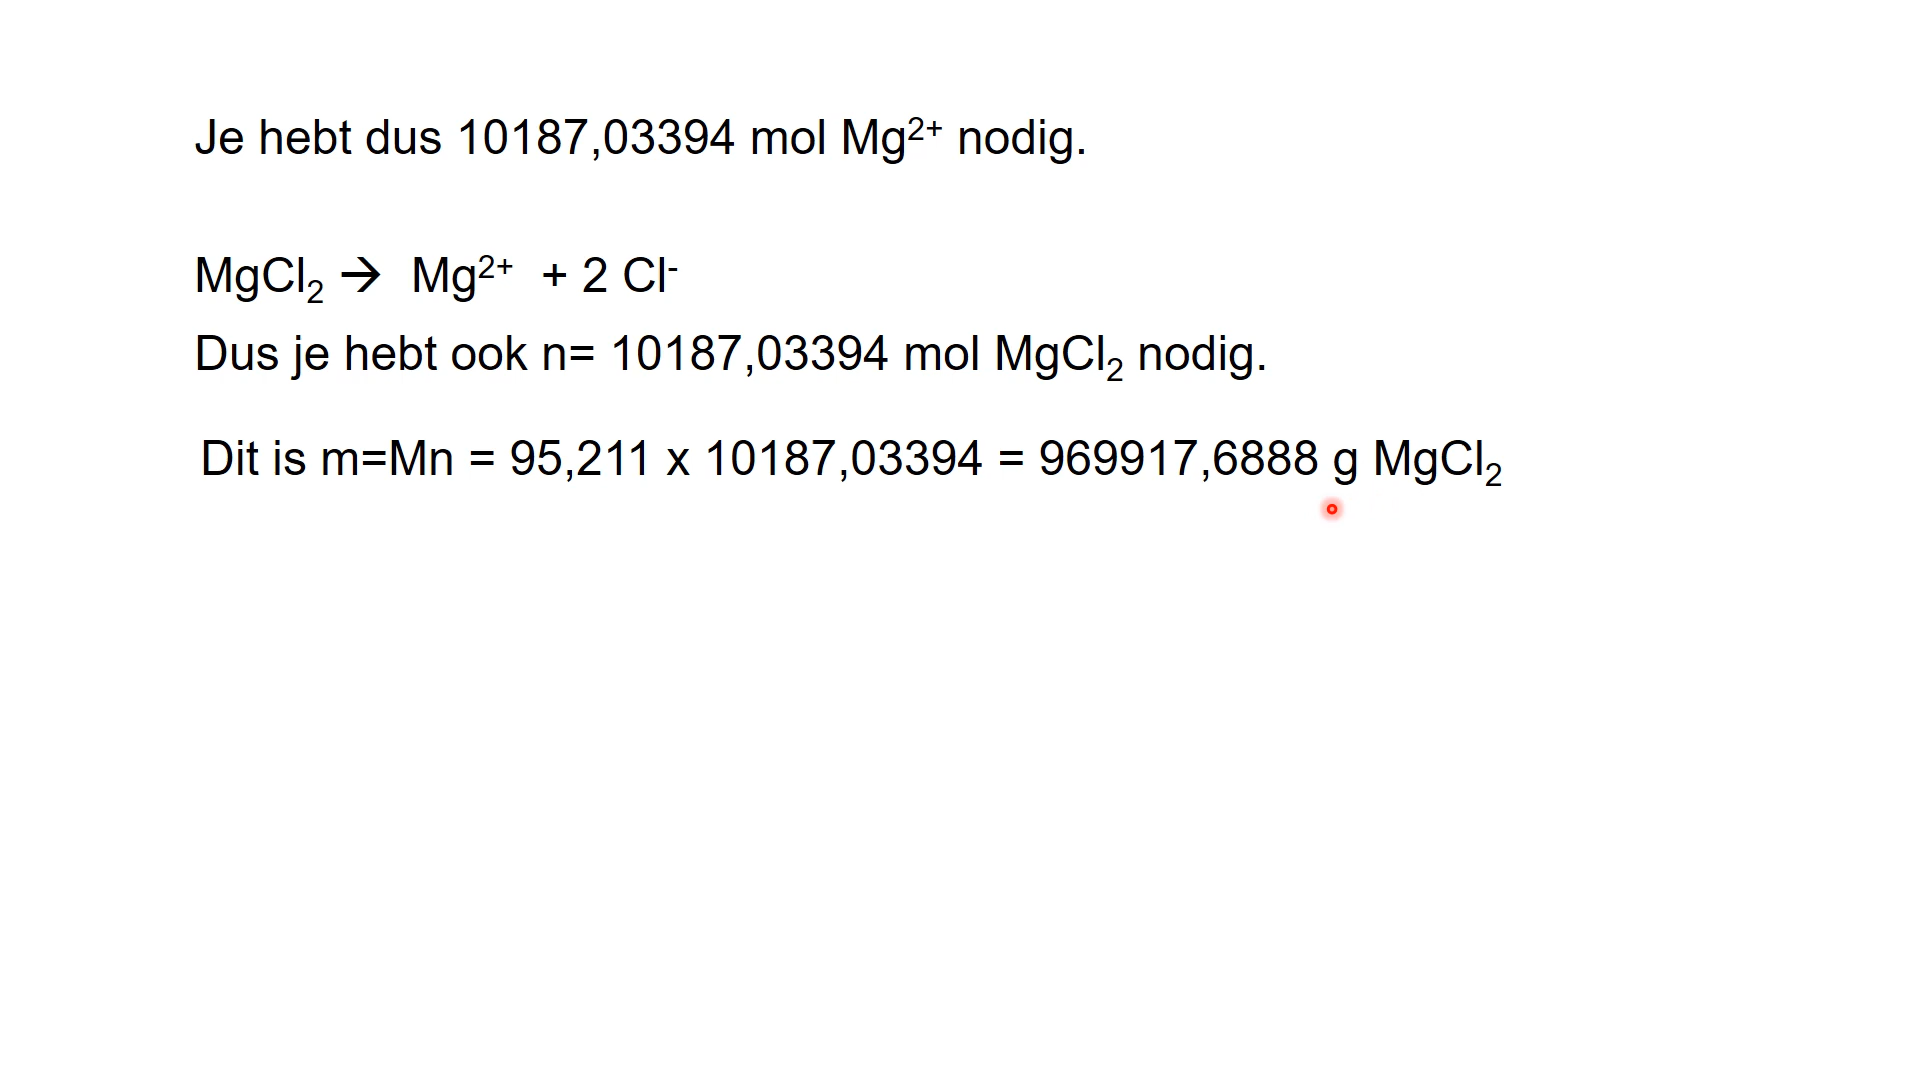 Je hebt dus 10187,03394 mol Mg²⁺ nodig.
MgCl₂ → Mg²⁺ + 2 Cl⁻
Dus je hebt ook n= 10187,03394 mol MgCl₂ nodig.
Dit is m=Mn = 95,211 x 10187,03394 = 969917,6888 g MgCl₂